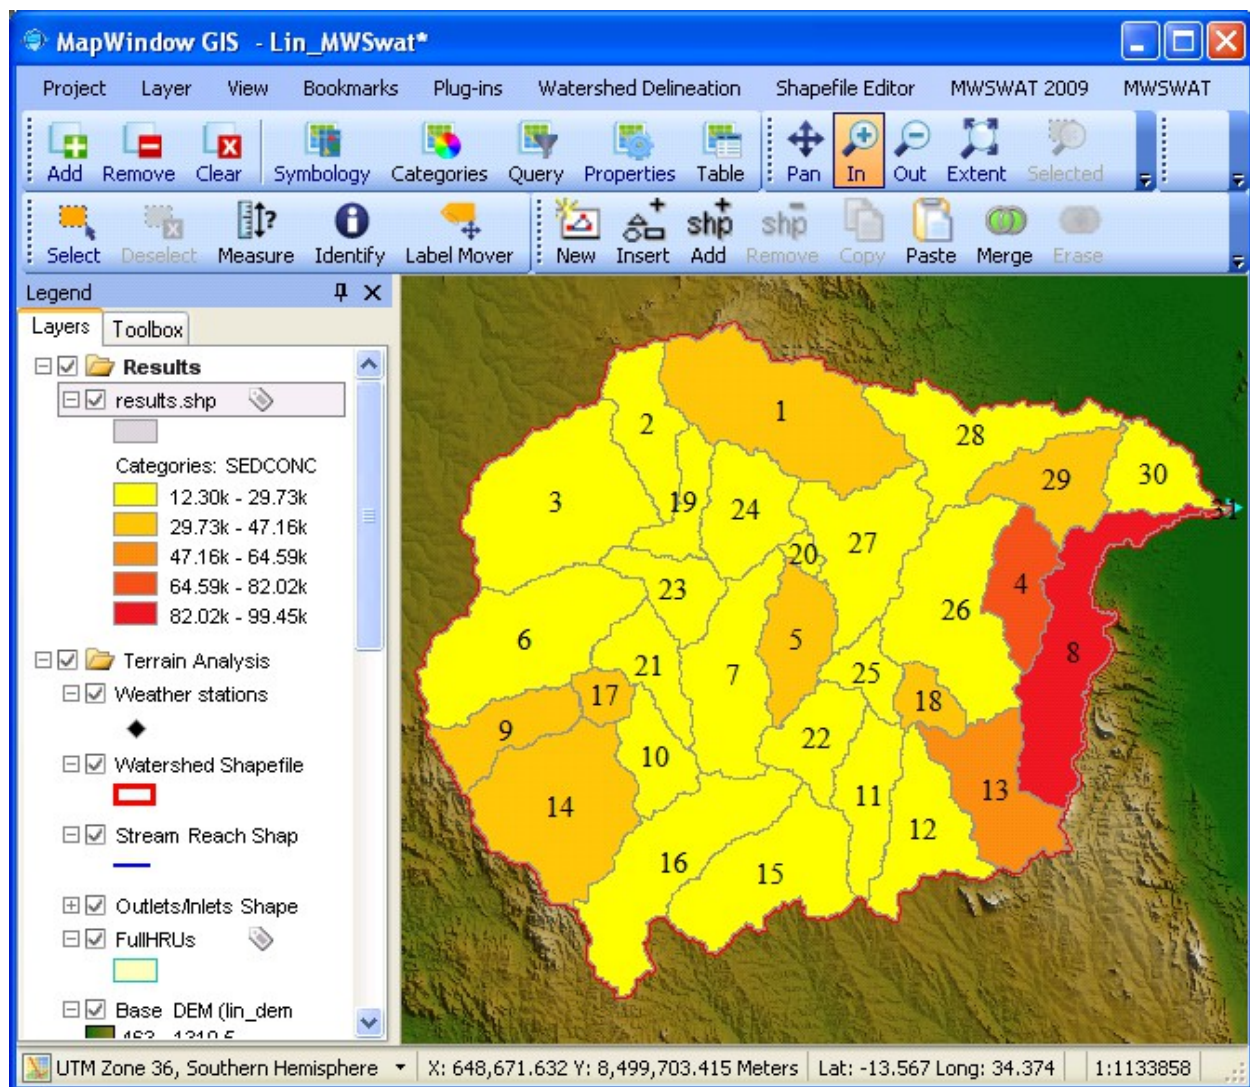 MapWindow GIS - Lin_MWSwat*
Project Layer View Bookmarks Plug-ins Watershed Delineation Shapefile Editor MWSWAT 2009 MWSWAT
Add Remove Clear Symbology Categories Query Properties Table Pan In Out Extent Selected
Select Deselect Measure Identify Label Mover New Insert Add Remove Copy Paste Merge Erase
shp shp
Legend
Layers Toolbox
Results
results.shp
Categories: SEDCONC
12.30k - 29.73k
29.73k - 47.16k
47.16k - 64.59k
64.59k - 82.02k
82.02k - 99.45k
Terrain Analysis
Weather stations
Watershed Shapefile
Stream Reach Shap
Outlets/Inlets Shape
FullHRUs
Base DEM (lin_dem
1
2
28
29
30
3
19
24
31
20
27
23
4
26
6
5
21
7
25
8
17
18
9
22
10
13
14
11
12
16
15
UTM Zone 36, Southern Hemisphere X: 648,671.632 Y: 8,499,703.415 Meters Lat: -13.567 Long: 34.374 1:1133858